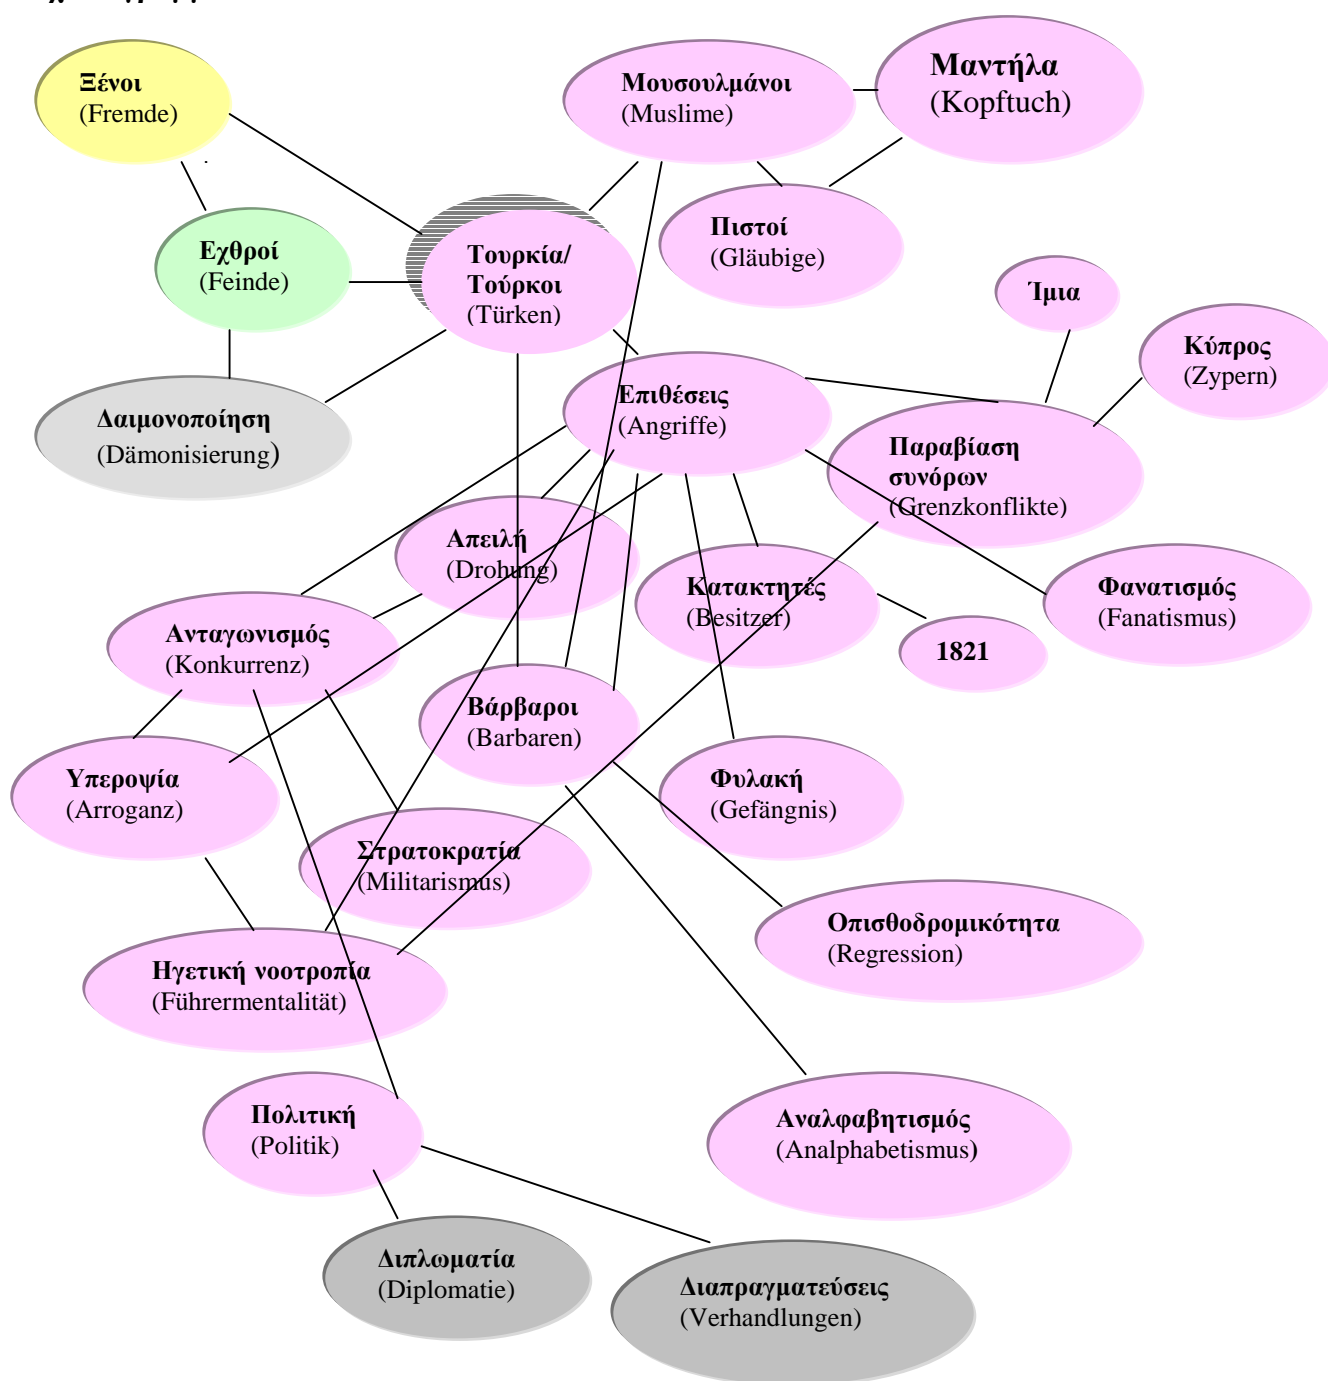 Ξένοι
(Fremde)
Μουσουλμάνοι
(Muslime)
Μαντήλα
(Kopftuch)
Εχθροί
(Feinde)
Τουρκία/
Τούρκοι
(Türken)
Πιστοί
(Gläubige)
Ίμια
Κύπρος
(Zypern)
Δαιμονοποίηση
(Dämonisierung)
Επιθέσεις
(Angriffe)
Παραβίαση
συνόρων
(Grenzkonflikte)
Απειλή
(Drohung)
Κατακτητές
(Besitzer)
Φανατισμός
(Fanatismus)
Ανταγωνισμός
(Konkurrenz)
1821
Βάρβαροι
(Barbaren)
Υπεροψία
(Arroganz)
Φυλακή
(Gefängnis)
Στρατοκρατία
(Militarismus)
Οπισθοδρομικότητα
(Regression)
Ηγετική νοοτροπία
(Führermentalität)
Πολιτική
(Politik)
Αναλφαβητισμός
(Analphabetismus)
Διπλωματία
(Diplomatie)
Διαπραγματεύσεις
(Verhandlungen)